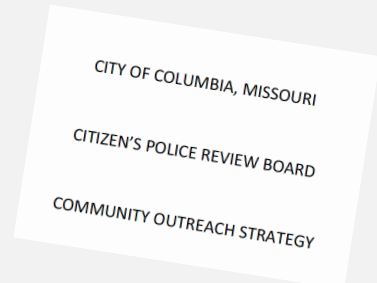 CITY OF COLUMBIA, MISSOURI
CITIZEN’S POLICE REVIEW BOARD
COMMUNITY OUTREACH STRATEGY